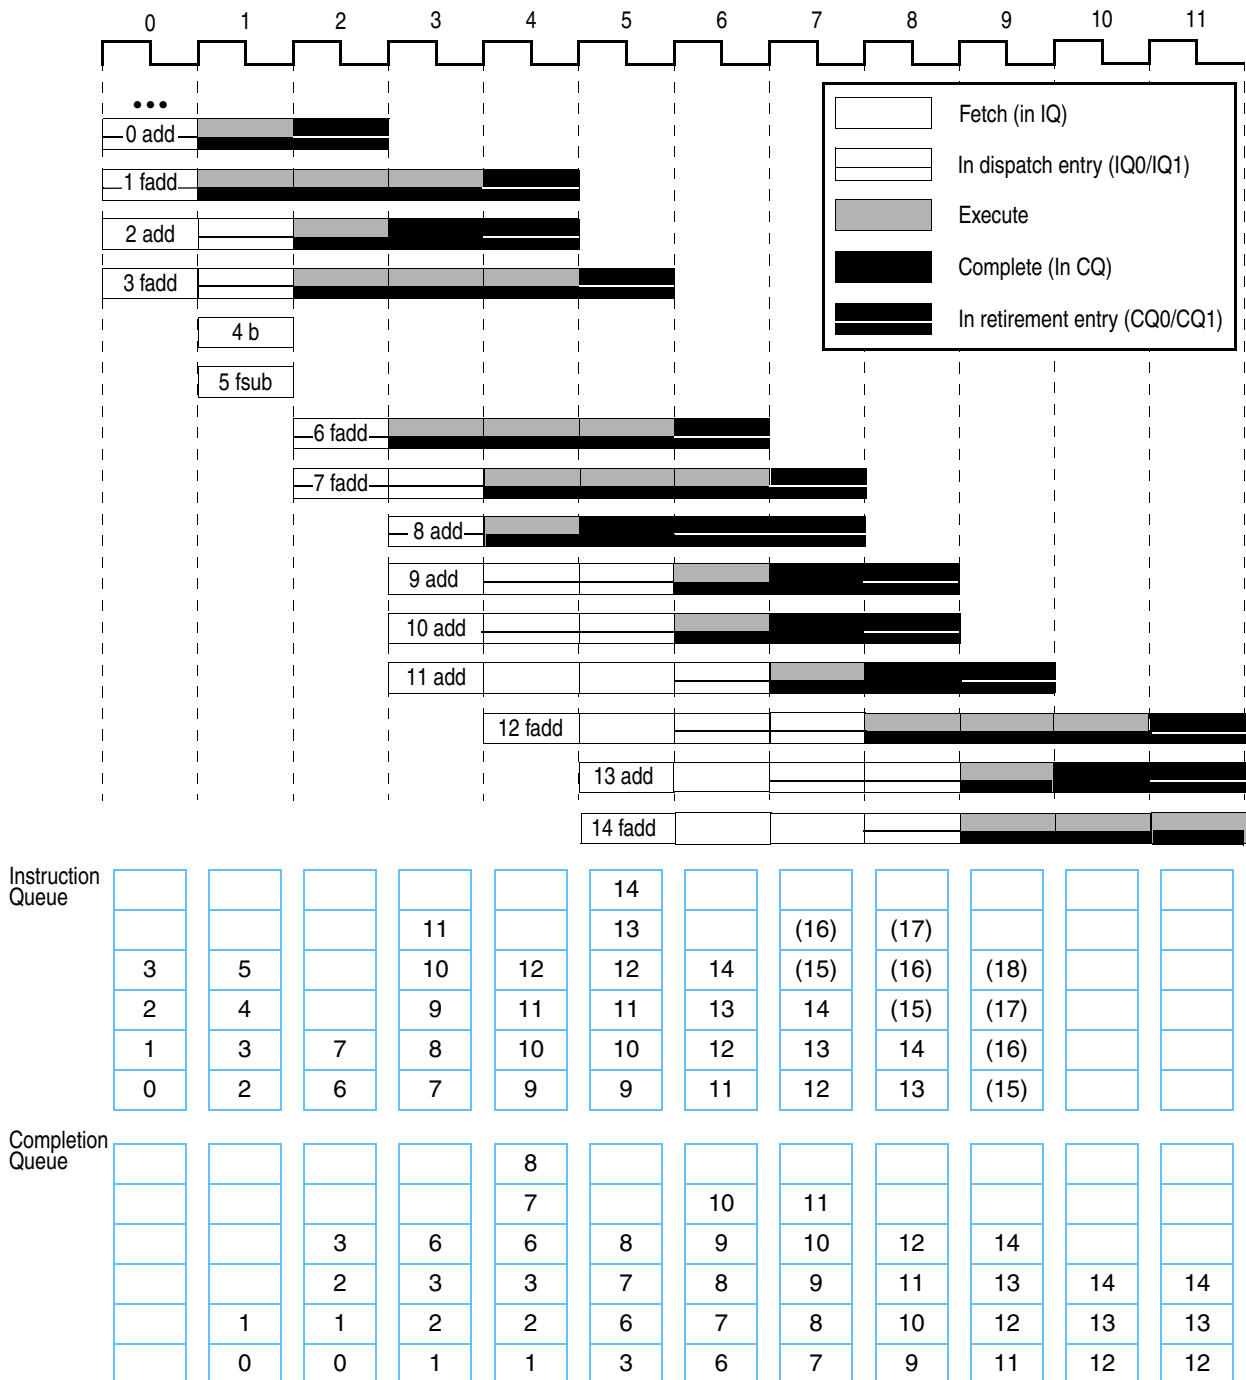 0 1 2 3 4 5 6 7 8 9 10 11
•••
Fetch (in IQ)
In dispatch entry (IQ0/IQ1)
Execute
Complete (In CQ)
In retirement entry (CQ0/CQ1)
0 add
1 fadd
2 add
3 fadd
4 b
5 fsub
6 fadd
7 fadd
8 add
9 add
10 add
11 add
12 fadd
13 add
14 fadd
Instruction
Queue
14
11 13 (16) (17)
3 5 10 12 12 14 (15) (16) (18)
2 4 9 11 11 13 14 (15) (17)
1 3 7 8 10 10 12 13 14 (16)
0 2 6 7 9 9 11 12 13 (15)
Completion
Queue
8
7 10 11
3 6 6 8 9 10 12 14
2 3 3 7 8 9 11 13 14 14
1 1 2 2 6 7 8 10 12 13 13
0 0 1 1 3 6 7 9 11 12 12